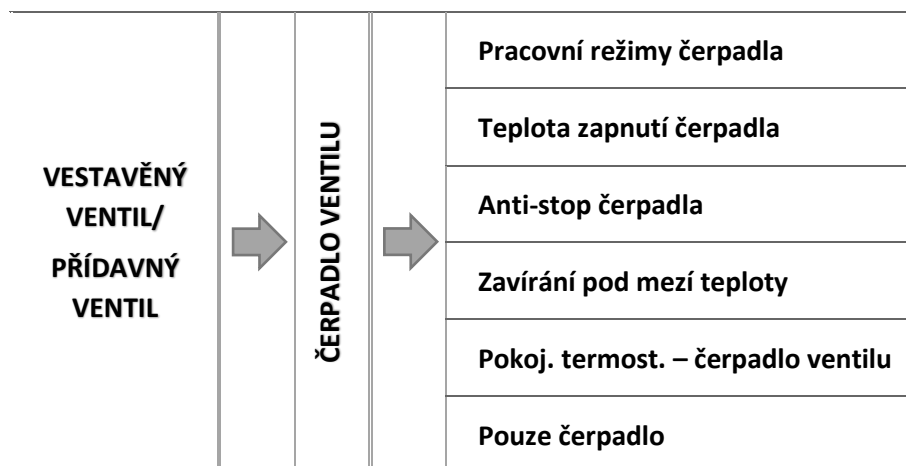 VESTAVĚNÝ
VENTIL/
PŘÍDAVNÝ
VENTIL
ČERPADLO VENTILU
Pracovní režimy čerpadla
Teplota zapnutí čerpadla
Anti-stop čerpadla
Zavírání pod mezí teploty
Pokoj. termost. – čerpadlo ventilu
Pouze čerpadlo